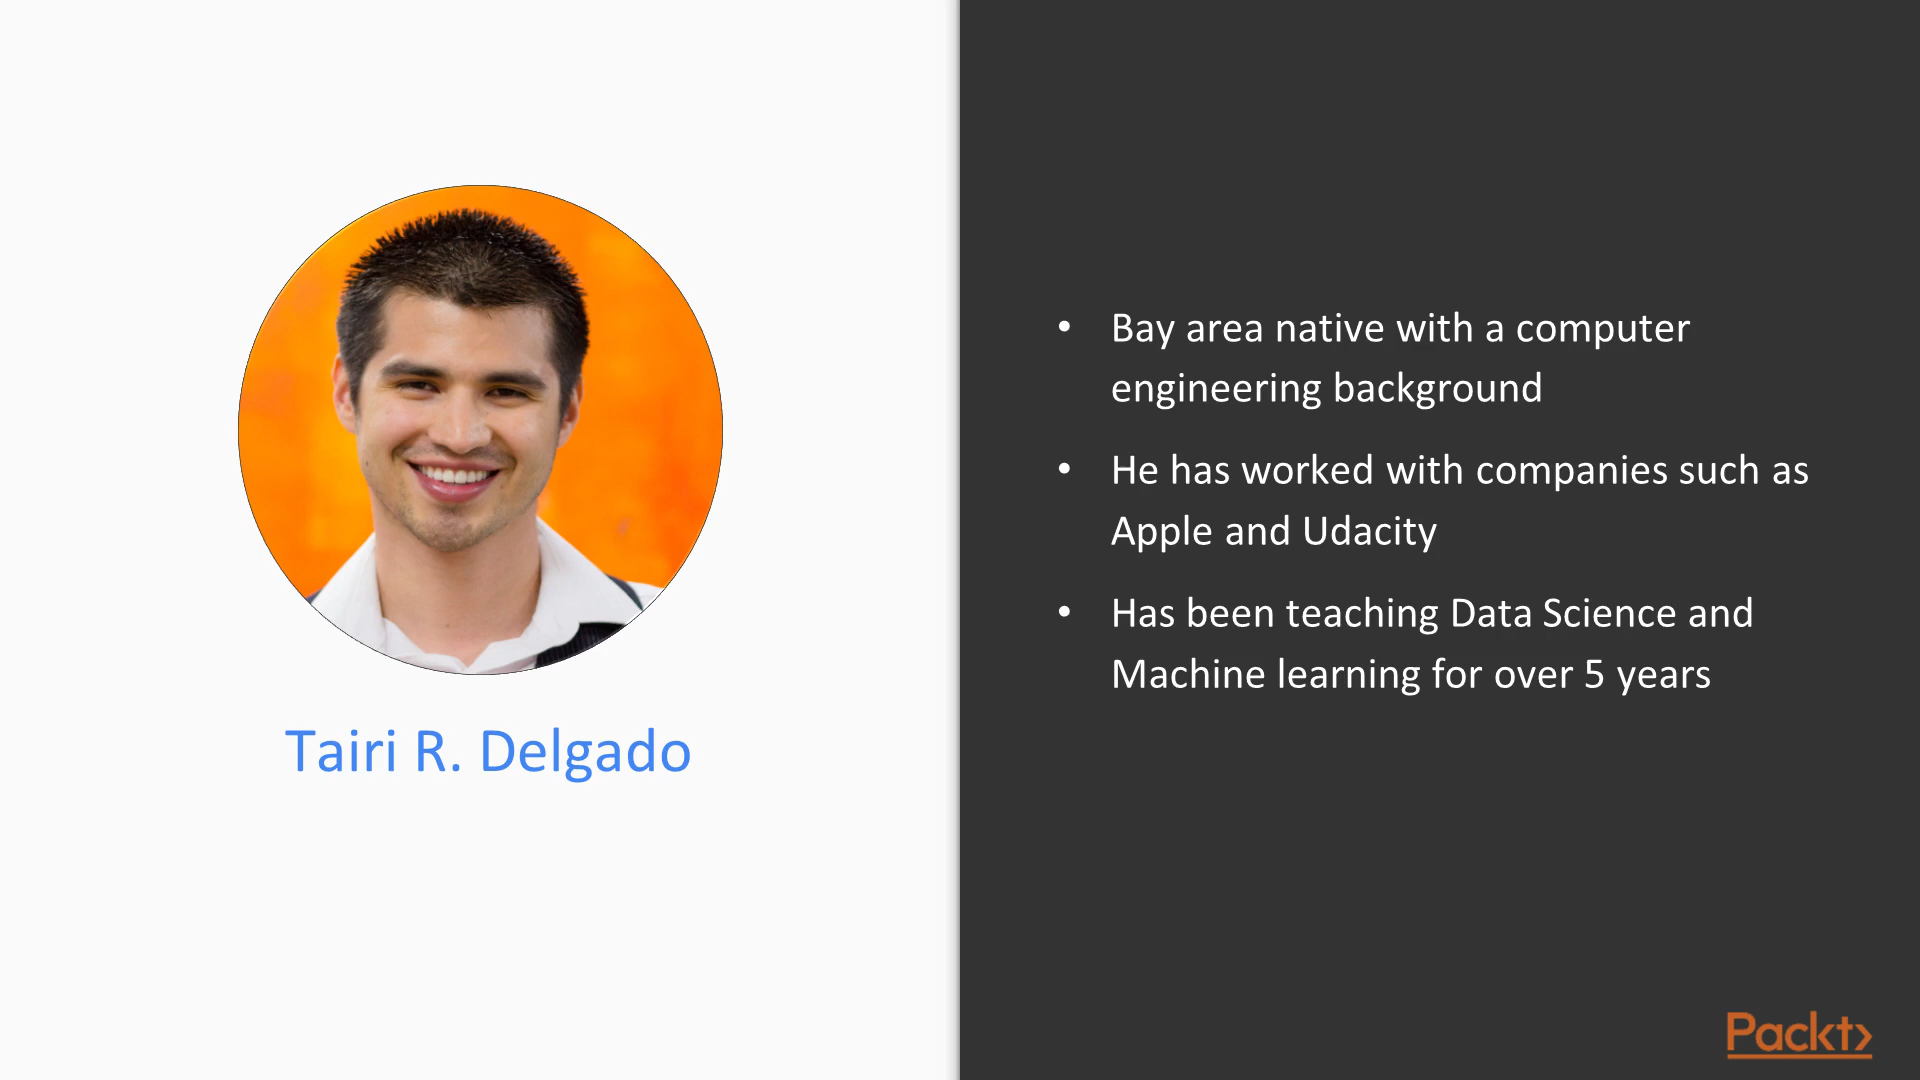 Tairi R. Delgado
• Bay area native with a computer
engineering background
• He has worked with companies such as
Apple and Udacity
• Has been teaching Data Science and
Machine learning for over 5 years
Packt>